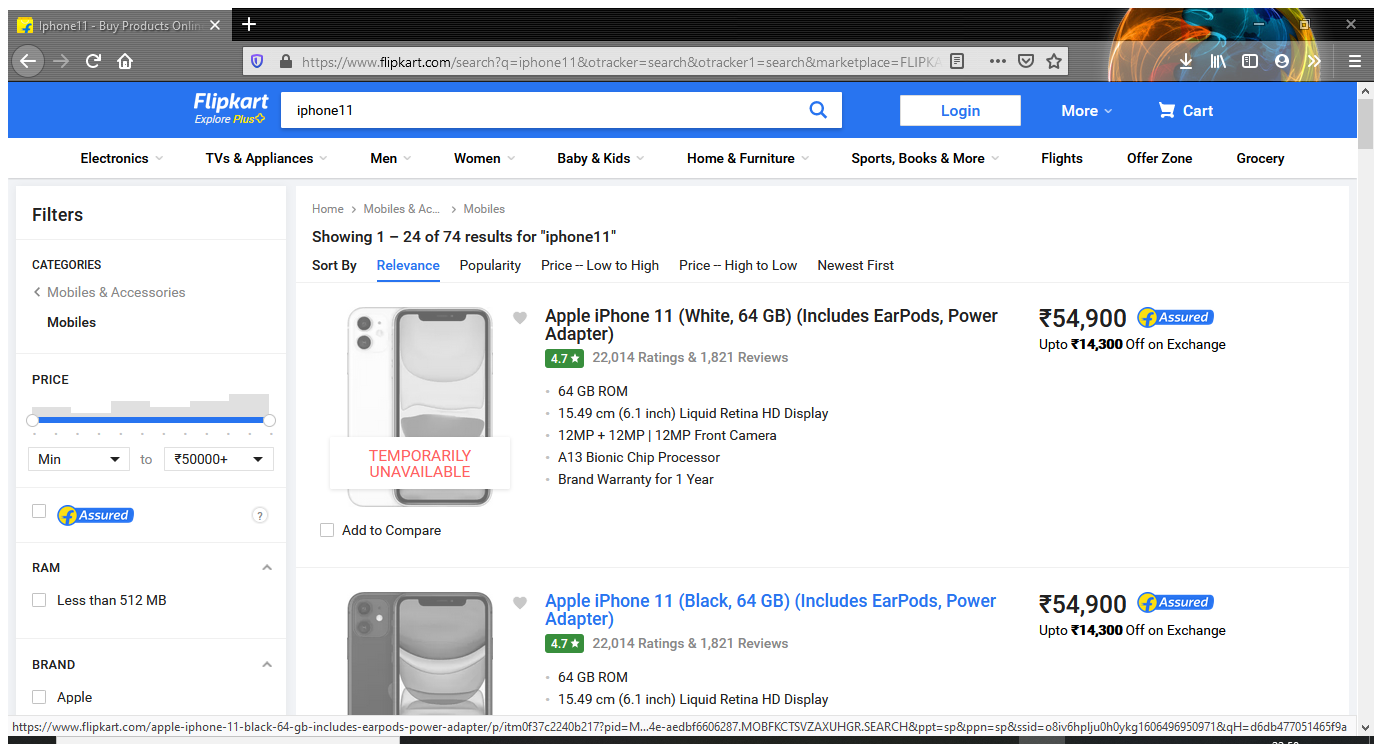 iphone11 - Buy Products Onlin
https://www.flipkart.com/search?q=iphone11&otracker=search&otracker1=search&marketplace=FLIPKA
Flipkart
Explore Plus
iphone11
Login
More
Cart
Electronics
TVs & Appliances
Men
Women
Baby & Kids
Home & Furniture
Sports, Books & More
Flights
Offer Zone
Grocery
Filters
CATEGORIES
Mobiles & Accessories
Mobiles
PRICE
Min
to
₹50000+
Assured
?
RAM
Less than 512 MB
BRAND
Apple
Home > Mobiles & Ac... > Mobiles
Showing 1 – 24 of 74 results for "iphone11"
Sort By Relevance Popularity Price -- Low to High Price -- High to Low Newest First
TEMPORARILY
UNAVAILABLE
Add to Compare
Apple iPhone 11 (White, 64 GB) (Includes EarPods, Power
Adapter)
4.7★ 22,014 Ratings & 1,821 Reviews
64 GB ROM
15.49 cm (6.1 inch) Liquid Retina HD Display
12MP + 12MP | 12MP Front Camera
A13 Bionic Chip Processor
Brand Warranty for 1 Year
₹54,900 Assured
Upto ₹14,300 Off on Exchange
Apple iPhone 11 (Black, 64 GB) (Includes EarPods, Power
Adapter)
4.7★ 22,014 Ratings & 1,821 Reviews
64 GB ROM
15.49 cm (6.1 inch) Liquid Retina HD Display
₹54,900 Assured
Upto ₹14,300 Off on Exchange
https://www.flipkart.com/apple-iphone-11-black-64-gb-includes-earpods-power-adapter/p/itm0f37c2240b217?pid=M...4e-aedbf6606287.MOBFKCTSVZAXUHGR.SEARCH&ppt=sp&ppn=sp&ssid=o8iv6hplju0h0ykg1606496950971&qH=d6db477051465f9a